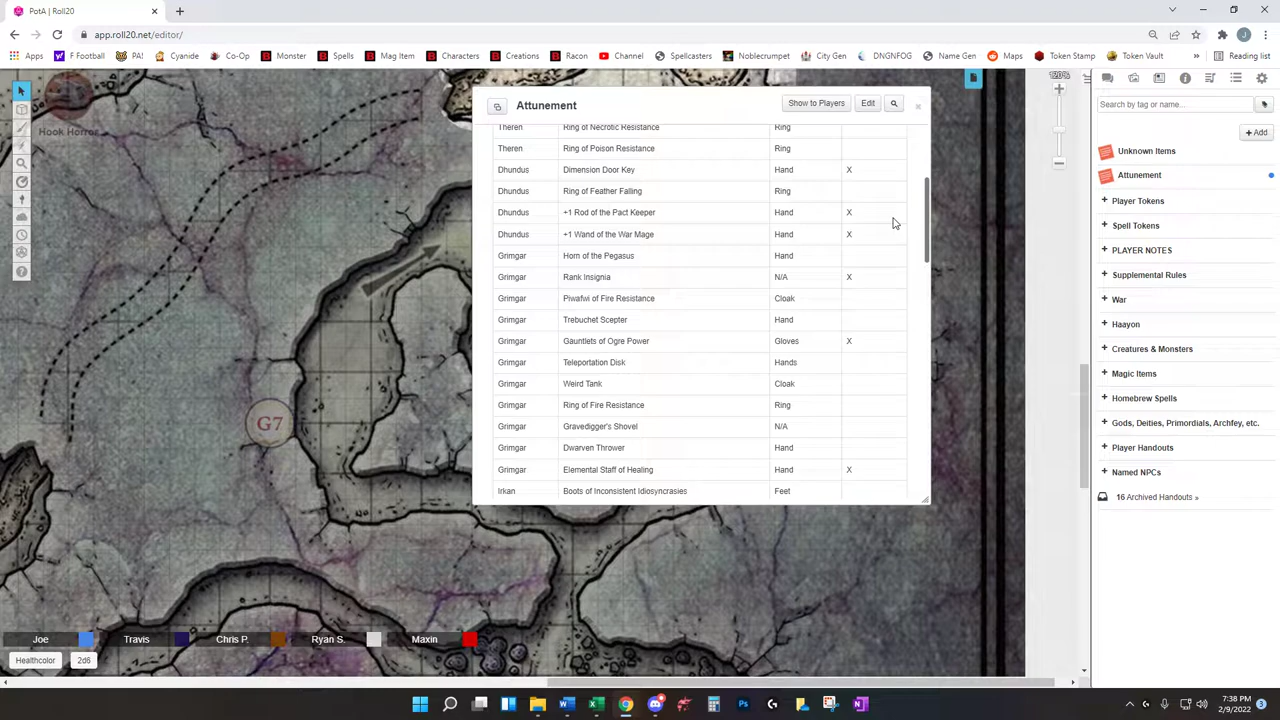 PotA | Roll20
app.roll20.net/editor/
Apps F Football PA! Cyanide Co-Op Monster Spells Mag Item Characters Creations Racon Channel Spellcasters Noblecrumpet City Gen DNGNFOG Name Gen Maps Token Stamp Token Vault Other bookmarks
Hook Horror
G7
Attunement
Show to Players Edit
Theren Ring of Necrotic Resistance Ring
Theren Ring of Poison Resistance Ring
Dhundus Dimension Door Key Hand X
Dhundus Ring of Feather Falling Ring
Dhundus +1 Rod of the Pact Keeper Hand X
Dhundus +1 Wand of the War Mage Hand X
Grimgar Horn of the Pegasus Hand
Grimgar Rank Insignia N/A X
Grimgar Piwafwi of Fire Resistance Cloak
Grimgar Trebuchet Scepter Hand
Grimgar Gauntlets of Ogre Power Gloves X
Grimgar Teleportation Disk Hands
Grimgar Weird Tank Cloak
Grimgar Ring of Fire Resistance Ring
Grimgar Gravedigger's Shovel N/A
Grimgar Dwarven Thrower Hand
Grimgar Elemental Staff of Healing Hand X
Irkan Boots of Inconsistent Idiosyncrasies Feet
120%
Search by tag or name...
+ Add
Unknown Items
Attunement
+ Player Tokens
+ Spell Tokens
+ PLAYER NOTES
+ Supplemental Rules
+ War
+ Haayon
+ Creatures & Monsters
+ Magic Items
+ Homebrew Spells
+ Gods, Deities, Primordials, Archfey, etc.
+ Player Handouts
+ Named NPCs
16 Archived Handouts »
Joe Travis Chris P. Ryan S. Maxin
Healthcolor 2d6
7:38 PM
2/9/2022